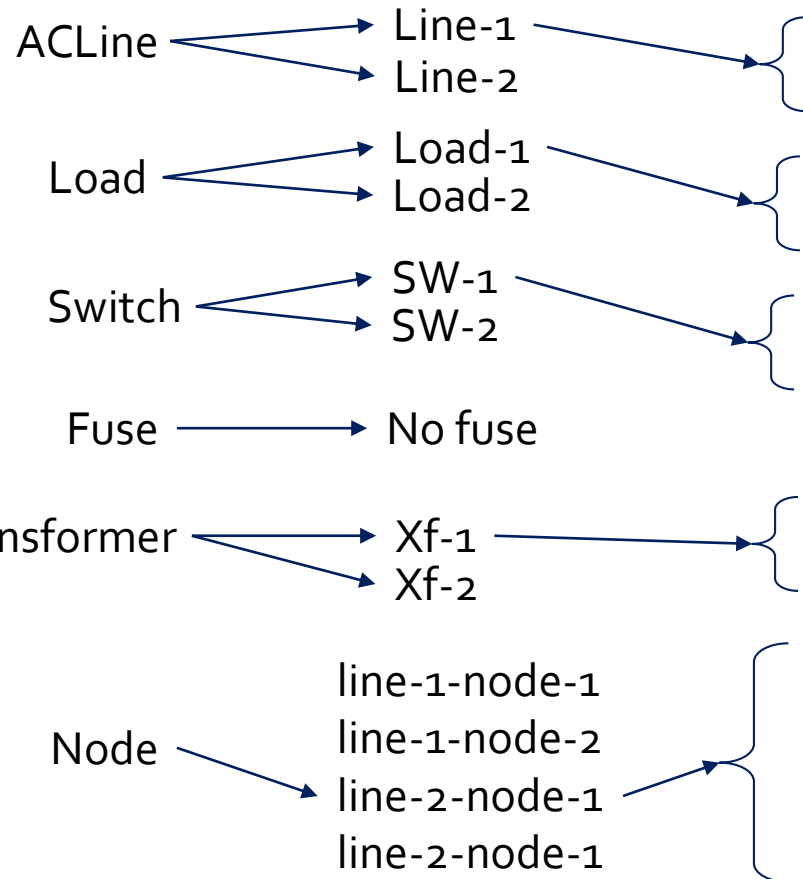 ACLine
Line-1
Line-2
Load
Load-1
Load-2
Switch
SW-1
SW-2
Fuse
No fuse
nsformer
Xf-1
Xf-2
Node
line-1-node-1
line-1-node-2
line-2-node-1
line-2-node-1